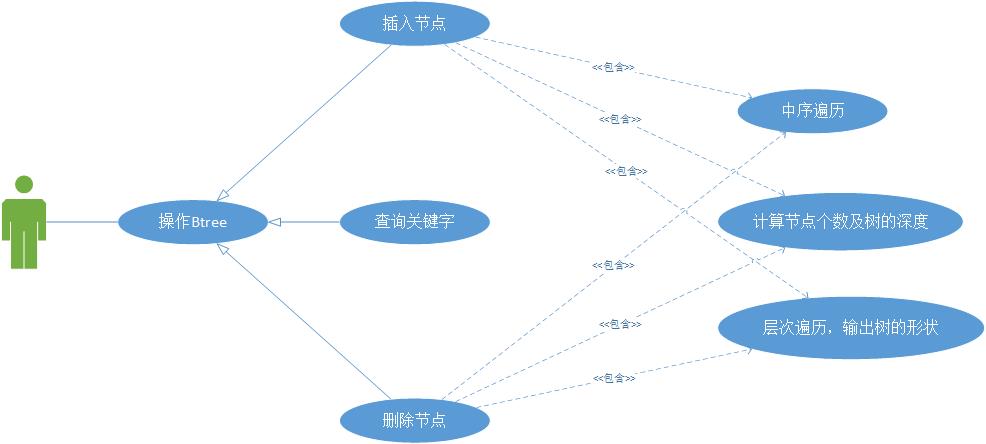 插入节点
<<包含>>
中序遍历
<<包含>>
<<包含>>
操作Btree
查询关键字
计算节点个数及树的深度
<<包含>>
<<包含>>
层次遍历，输出树的形状
<<包含>>
删除节点